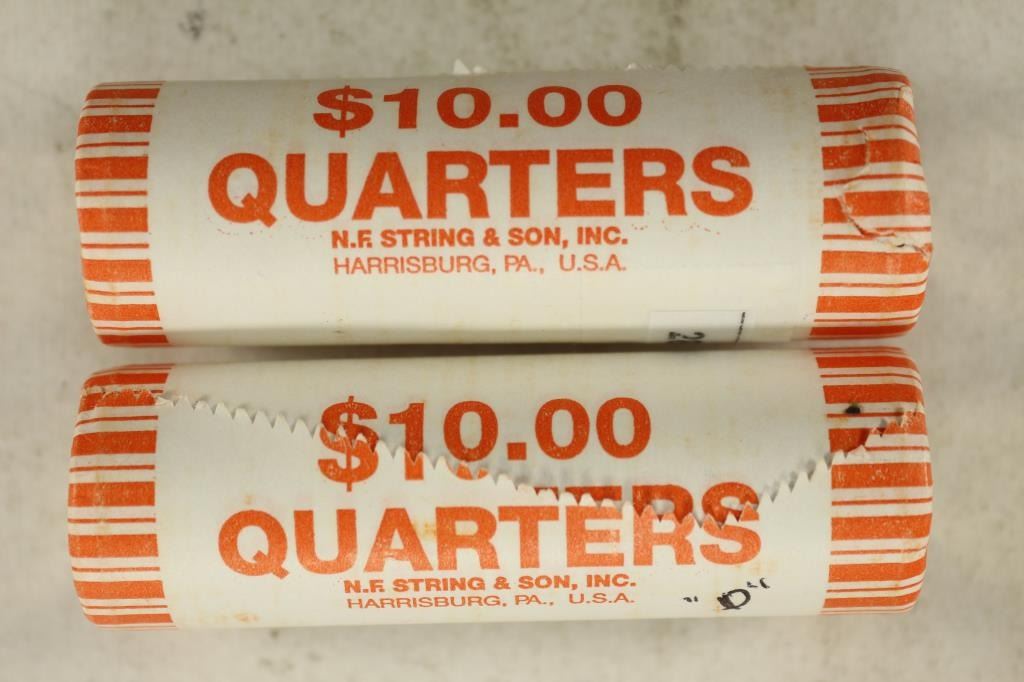 $10.00
QUARTERS
N.F. STRING & SON, INC.
HARRISBURG, PA., U.S.A.
$10.00
QUARTERS
N.F. STRING & SON, INC.
HARRISBURG, PA., U.S.A.
"D"